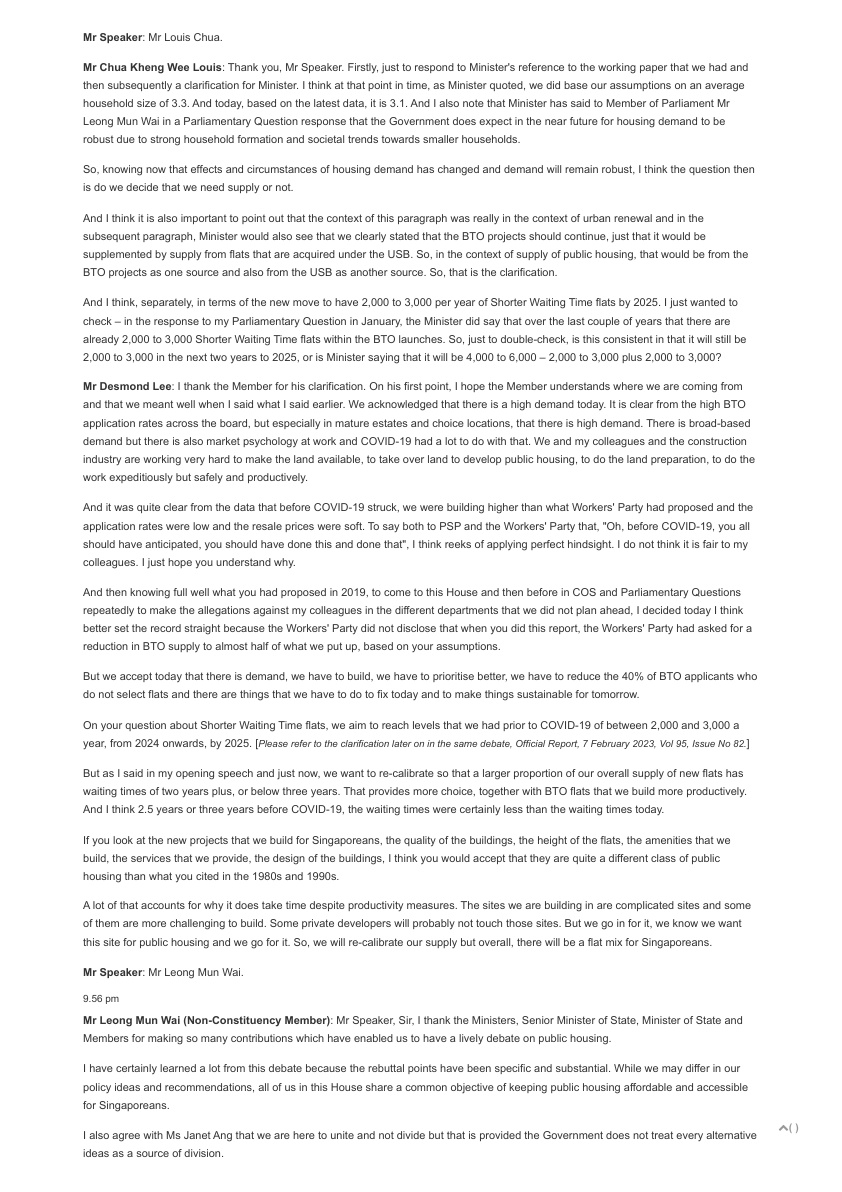 Mr Speaker: Mr Louis Chua.
Mr Chua Kheng Wee Louis: Thank you, Mr Speaker. Firstly, just to respond to Minister's reference to the working paper that we had and
then subsequently a clarification for Minister. I think at that point in time, as Minister quoted, we did base our assumptions on an average
household size of 3.3. And today, based on the latest data, it is 3.1. And I also note that Minister has said to Member of Parliament Mr
Leong Mun Wai in a Parliamentary Question response that the Government does expect in the near future for housing demand to be
robust due to strong household formation and societal trends towards smaller households.
So, knowing now that effects and circumstances of housing demand has changed and demand will remain robust, I think the question then
is do we decide that we need supply or not.
And I think it is also important to point out that the context of this paragraph was really in the context of urban renewal and in the
subsequent paragraph, Minister would also see that we clearly stated that the BTO projects should continue, just that it would be
supplemented by supply from flats that are acquired under the USB. So, in the context of supply of public housing, that would be from the
BTO projects as one source and also from the USB as another source. So, that is the clarification.
And I think, separately, in terms of the new move to have 2,000 to 3,000 per year of Shorter Waiting Time flats by 2025. I just wanted to
check – in the response to my Parliamentary Question in January, the Minister did say that over the last couple of years that there are
already 2,000 to 3,000 Shorter Waiting Time flats within the BTO launches. So, just to double-check, is this consistent in that it will still be
2,000 to 3,000 in the next two years to 2025, or is Minister saying that it will be 4,000 to 6,000 – 2,000 to 3,000 plus 2,000 to 3,000?
Mr Desmond Lee: I thank the Member for his clarification. On his first point, I hope the Member understands where we are coming from
and that we meant well when I said what I said earlier. We acknowledged that there is a high demand today. It is clear from the high BTO
application rates across the board, but especially in mature estates and choice locations, that there is high demand. There is broad-based
demand but there is also market psychology at work and COVID-19 had a lot to do with that. We and my colleagues and the construction
industry are working very hard to make the land available, to take over land to develop public housing, to do the land preparation, to do the
work expeditiously but safely and productively.
And it was quite clear from the data that before COVID-19 struck, we were building higher than what Workers' Party had proposed and the
application rates were low and the resale prices were soft. To say both to PSP and the Workers' Party that, "Oh, before COVID-19, you all
should have anticipated, you should have done this and done that", I think reeks of applying perfect hindsight. I do not think it is fair to my
colleagues. I just hope you understand why.
And then knowing full well what you had proposed in 2019, to come to this House and then before in COS and Parliamentary Questions
repeatedly to make the allegations against my colleagues in the different departments that we did not plan ahead, I decided today I think
better set the record straight because the Workers' Party did not disclose that when you did this report, the Workers' Party had asked for a
reduction in BTO supply to almost half of what we put up, based on your assumptions.
But we accept today that there is demand, we have to build, we have to prioritise better, we have to reduce the 40% of BTO applicants who
do not select flats and there are things that we have to do to fix today and to make things sustainable for tomorrow.
On your question about Shorter Waiting Time flats, we aim to reach levels that we had prior to COVID-19 of between 2,000 and 3,000 a
year, from 2024 onwards, by 2025. [Please refer to the clarification later on in the same debate, Official Report, 7 February 2023, Vol 95, Issue No 82.]
But as I said in my opening speech and just now, we want to re-calibrate so that a larger proportion of our overall supply of new flats has
waiting times of two years plus, or below three years. That provides more choice, together with BTO flats that we build more productively.
And I think 2.5 years or three years before COVID-19, the waiting times were certainly less than the waiting times today.
If you look at the new projects that we build for Singaporeans, the quality of the buildings, the height of the flats, the amenities that we
build, the services that we provide, the design of the buildings, I think you would accept that they are quite a different class of public
housing than what you cited in the 1980s and 1990s.
A lot of that accounts for why it does take time despite productivity measures. The sites we are building in are complicated sites and some
of them are more challenging to build. Some private developers will probably not touch those sites. But we go in for it, we know we want
this site for public housing and we go for it. So, we will re-calibrate our supply but overall, there will be a flat mix for Singaporeans.
Mr Speaker: Mr Leong Mun Wai.
9.56 pm
Mr Leong Mun Wai (Non-Constituency Member): Mr Speaker, Sir, I thank the Ministers, Senior Minister of State, Minister of State and
Members for making so many contributions which have enabled us to have a lively debate on public housing.
I have certainly learned a lot from this debate because the rebuttal points have been specific and substantial. While we may differ in our
policy ideas and recommendations, all of us in this House share a common objective of keeping public housing affordable and accessible
for Singaporeans.
I also agree with Ms Janet Ang that we are here to unite and not divide but that is provided the Government does not treat every alternative
ideas as a source of division.
( )